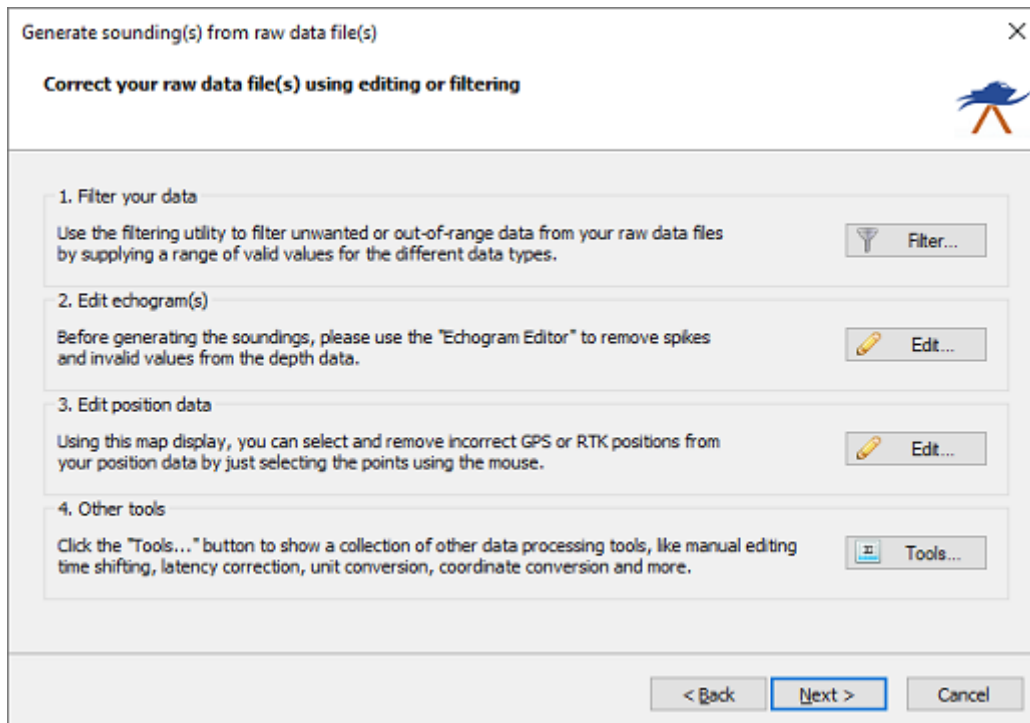 Generate sounding(s) from raw data file(s)
Correct your raw data file(s) using editing or filtering
1. Filter your data
Use the filtering utility to filter unwanted or out-of-range data from your raw data files
by supplying a range of valid values for the different data types.
Filter...
2. Edit echogram(s)
Before generating the soundings, please use the "Echogram Editor" to remove spikes
and invalid values from the depth data.
Edit...
3. Edit position data
Using this map display, you can select and remove incorrect GPS or RTK positions from
your position data by just selecting the points using the mouse.
Edit...
4. Other tools
Click the "Tools..." button to show a collection of other data processing tools, like manual editing
time shifting, latency correction, unit conversion, coordinate conversion and more.
Tools...
< Back Next > Cancel